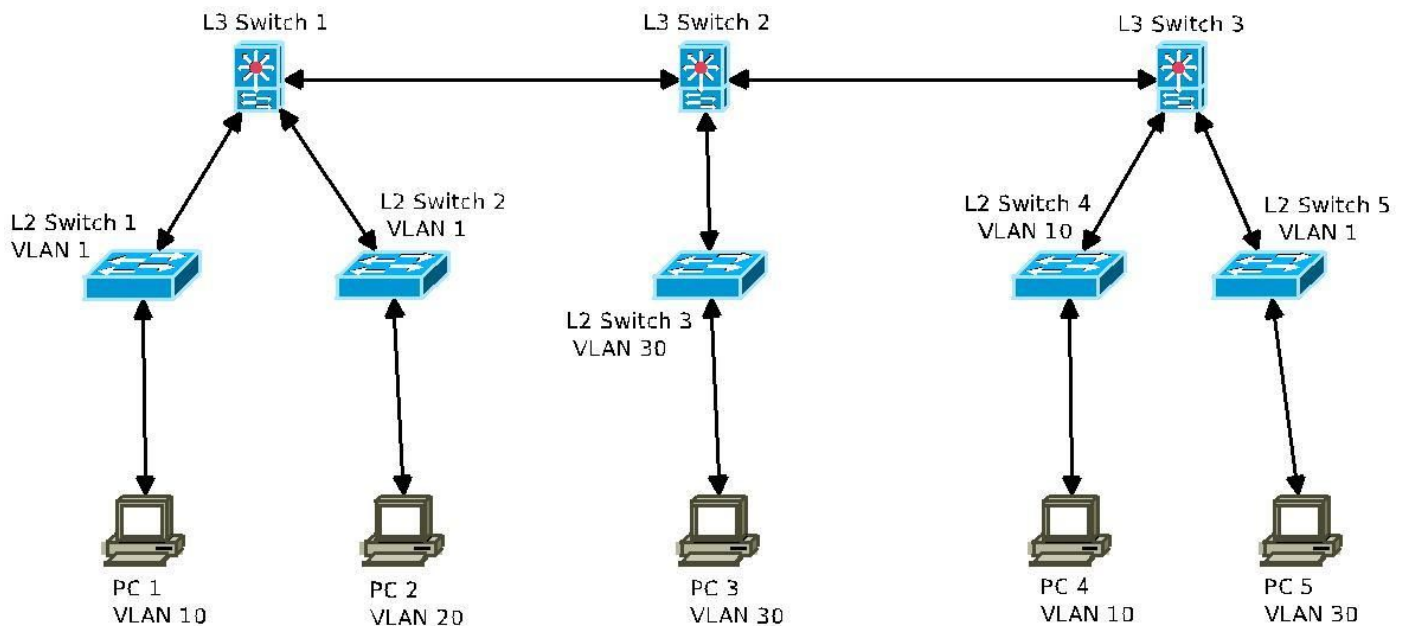 L3 Switch 1
L3 Switch 2
L3 Switch 3
L2 Switch 1
VLAN 1
L2 Switch 2
VLAN 1
L2 Switch 3
VLAN 30
L2 Switch 4
VLAN 10
L2 Switch 5
VLAN 1
PC 1
VLAN 10
PC 2
VLAN 20
PC 3
VLAN 30
PC 4
VLAN 10
PC 5
VLAN 30